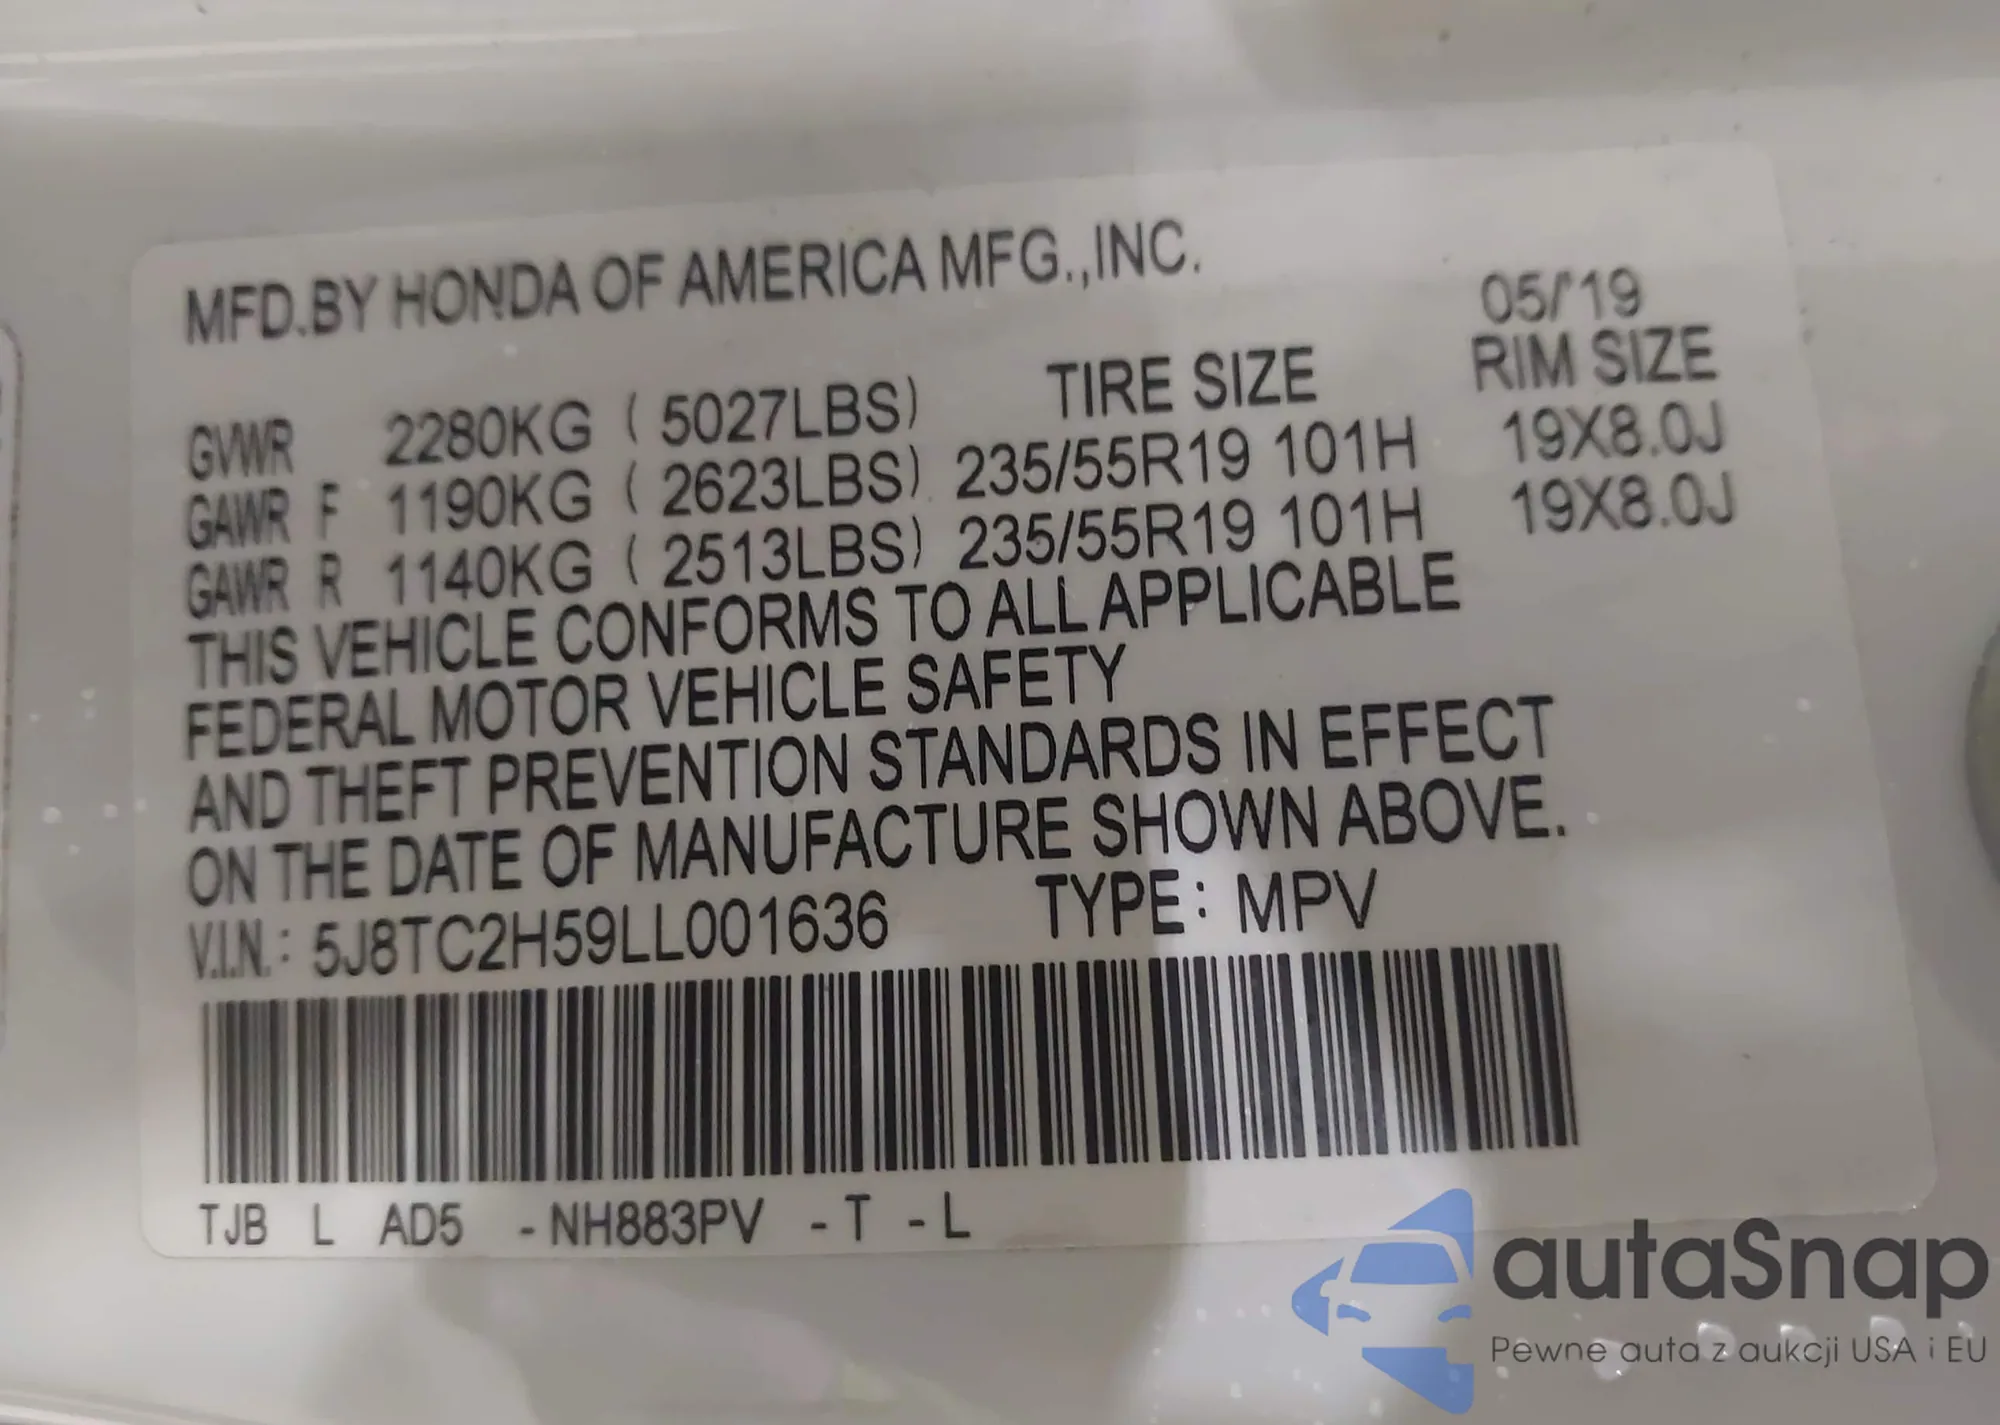 MFD.BY HONDA OF AMERICA MFG.,INC.
05/'19
TIRE SIZE RIM SIZE
GVWR 2280KG ( 5027LBS)
GAWR F 1190KG ( 2623LBS) 235/55R19 101H 19X8.0J
GAWR R 1140KG ( 2513LBS) 235/55R19 101H 19X8.0J
THIS VEHICLE CONFORMS TO ALL APPLICABLE
FEDERAL MOTOR VEHICLE SAFETY
AND THEFT PREVENTION STANDARDS IN EFFECT
ON THE DATE OF MANUFACTURE SHOWN ABOVE.
V.I.N.: 5J8TC2H59LL001636 TYPE: MPV
TJB L AD5 -NH883PV -T -L
autaSnap
Pewne auta z aukcji USA i EU